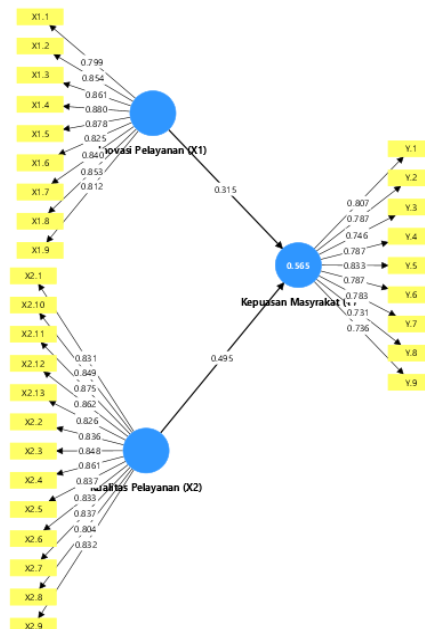 X1.1
X1.2
X1.3
X1.4
X1.5
X1.6
X1.7
X1.8
X1.9
0.799
0.854
0.861
0.880
0.878
0.825
0.840
0.853
0.812
Pelayanan (X1)
0.315
Y.1
Y.2
Y.3
Y.4
Y.5
Y.6
Y.7
Y.8
Y.9
0.807
0.787
0.746
0.787
0.833
0.787
0.783
0.731
0.736
0.565
Kepuasan Masyrakat
X2.1
X2.10
X2.11
X2.12
X2.13
X2.2
X2.3
X2.4
X2.5
X2.6
X2.7
X2.8
X2.9
0.831
0.849
0.875
0.862
0.826
0.836
0.848
0.861
0.837
0.833
0.837
0.804
0.832
0.495
Pelayanan (X2)